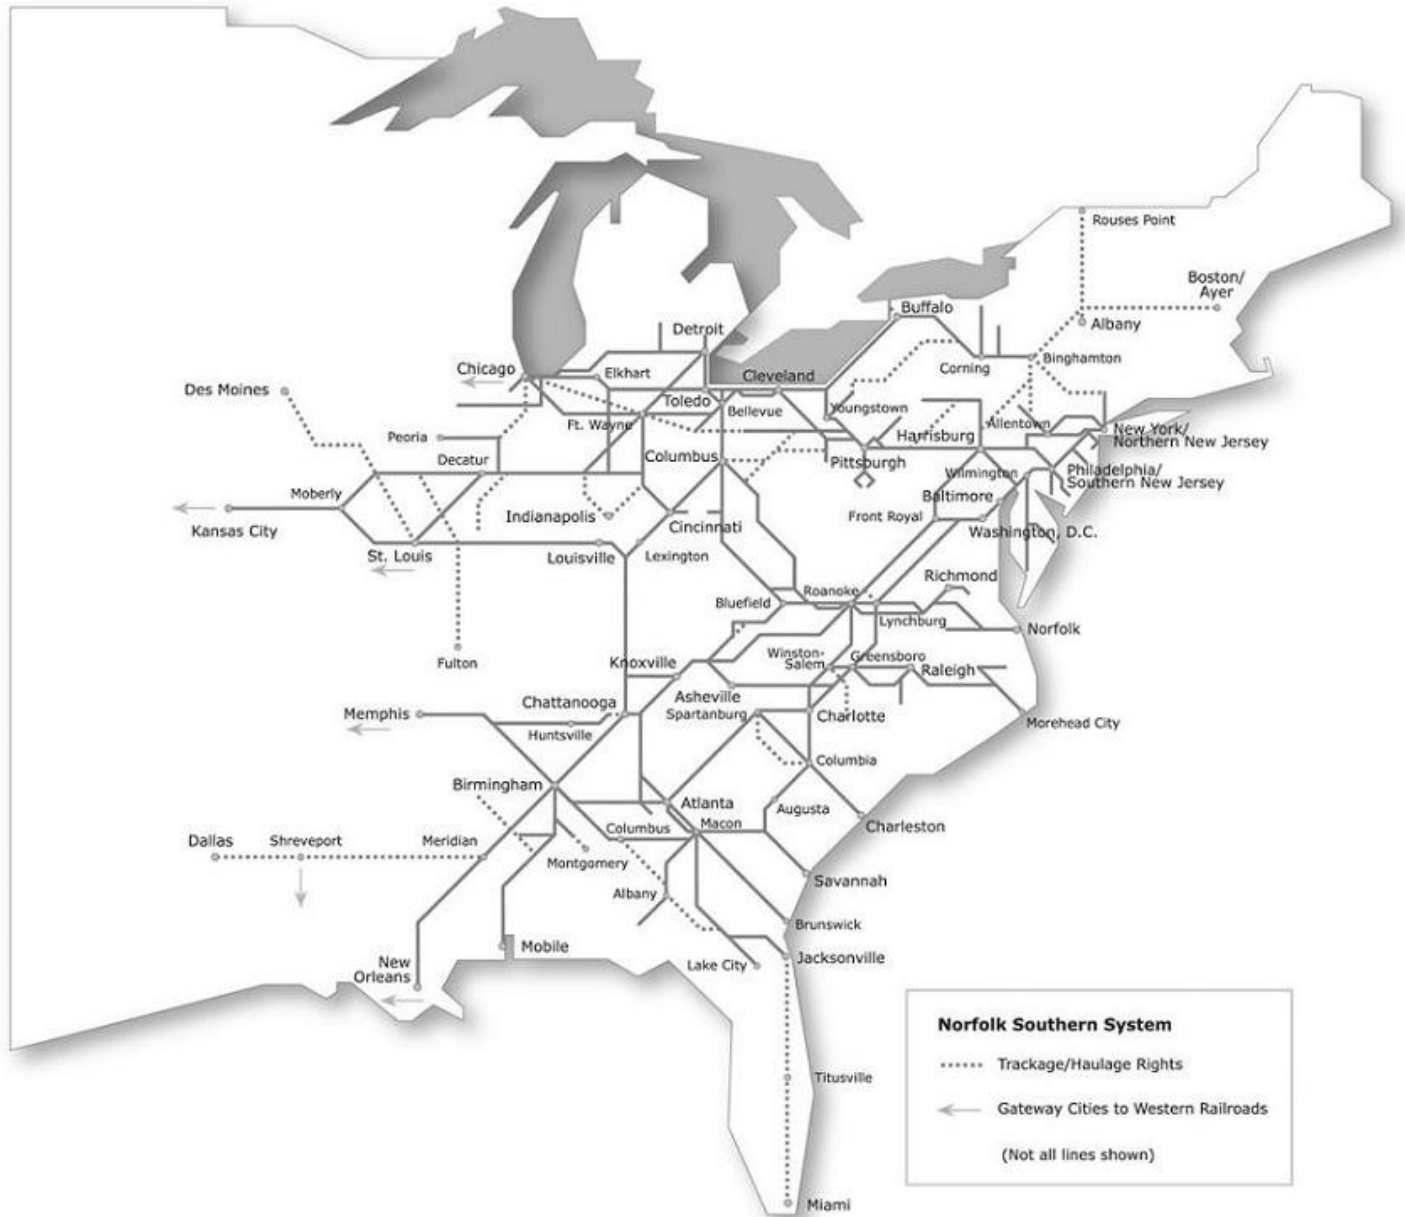 Rouses Point
Boston/
Ayer
Buffalo
Albany
Detroit
Binghamton
Corning
Chicago
Elkhart
Cleveland
Des Moines
Toledo
Bellevue
Youngstown
Ft. Wayne
Allentown
New York/
Northern New Jersey
Peoria
Harrisburg
Columbus
Decatur
Pittsburgh
Wilmington
Philadelphia/
Southern New Jersey
Moberly
Baltimore
Indianapolis
Front Royal
Kansas City
Cincinnati
Washington, D.C.
St. Louis
Louisville
Lexington
Richmond
Roanoke
Bluefield
Lynchburg
Norfolk
Fulton
Knoxville
Winston-
Salem
Greensboro
Raleigh
Asheville
Chattanooga
Memphis
Spartanburg
Charlotte
Morehead City
Huntsville
Columbia
Birmingham
Atlanta
Augusta
Columbus
Macon
Charleston
Dallas
Shreveport
Meridian
Montgomery
Savannah
Albany
Brunswick
Mobile
Jacksonville
New
Orleans
Lake City
Titusville
Miami
Norfolk Southern System
Trackage/Haulage Rights
Gateway Cities to Western Railroads
(Not all lines shown)